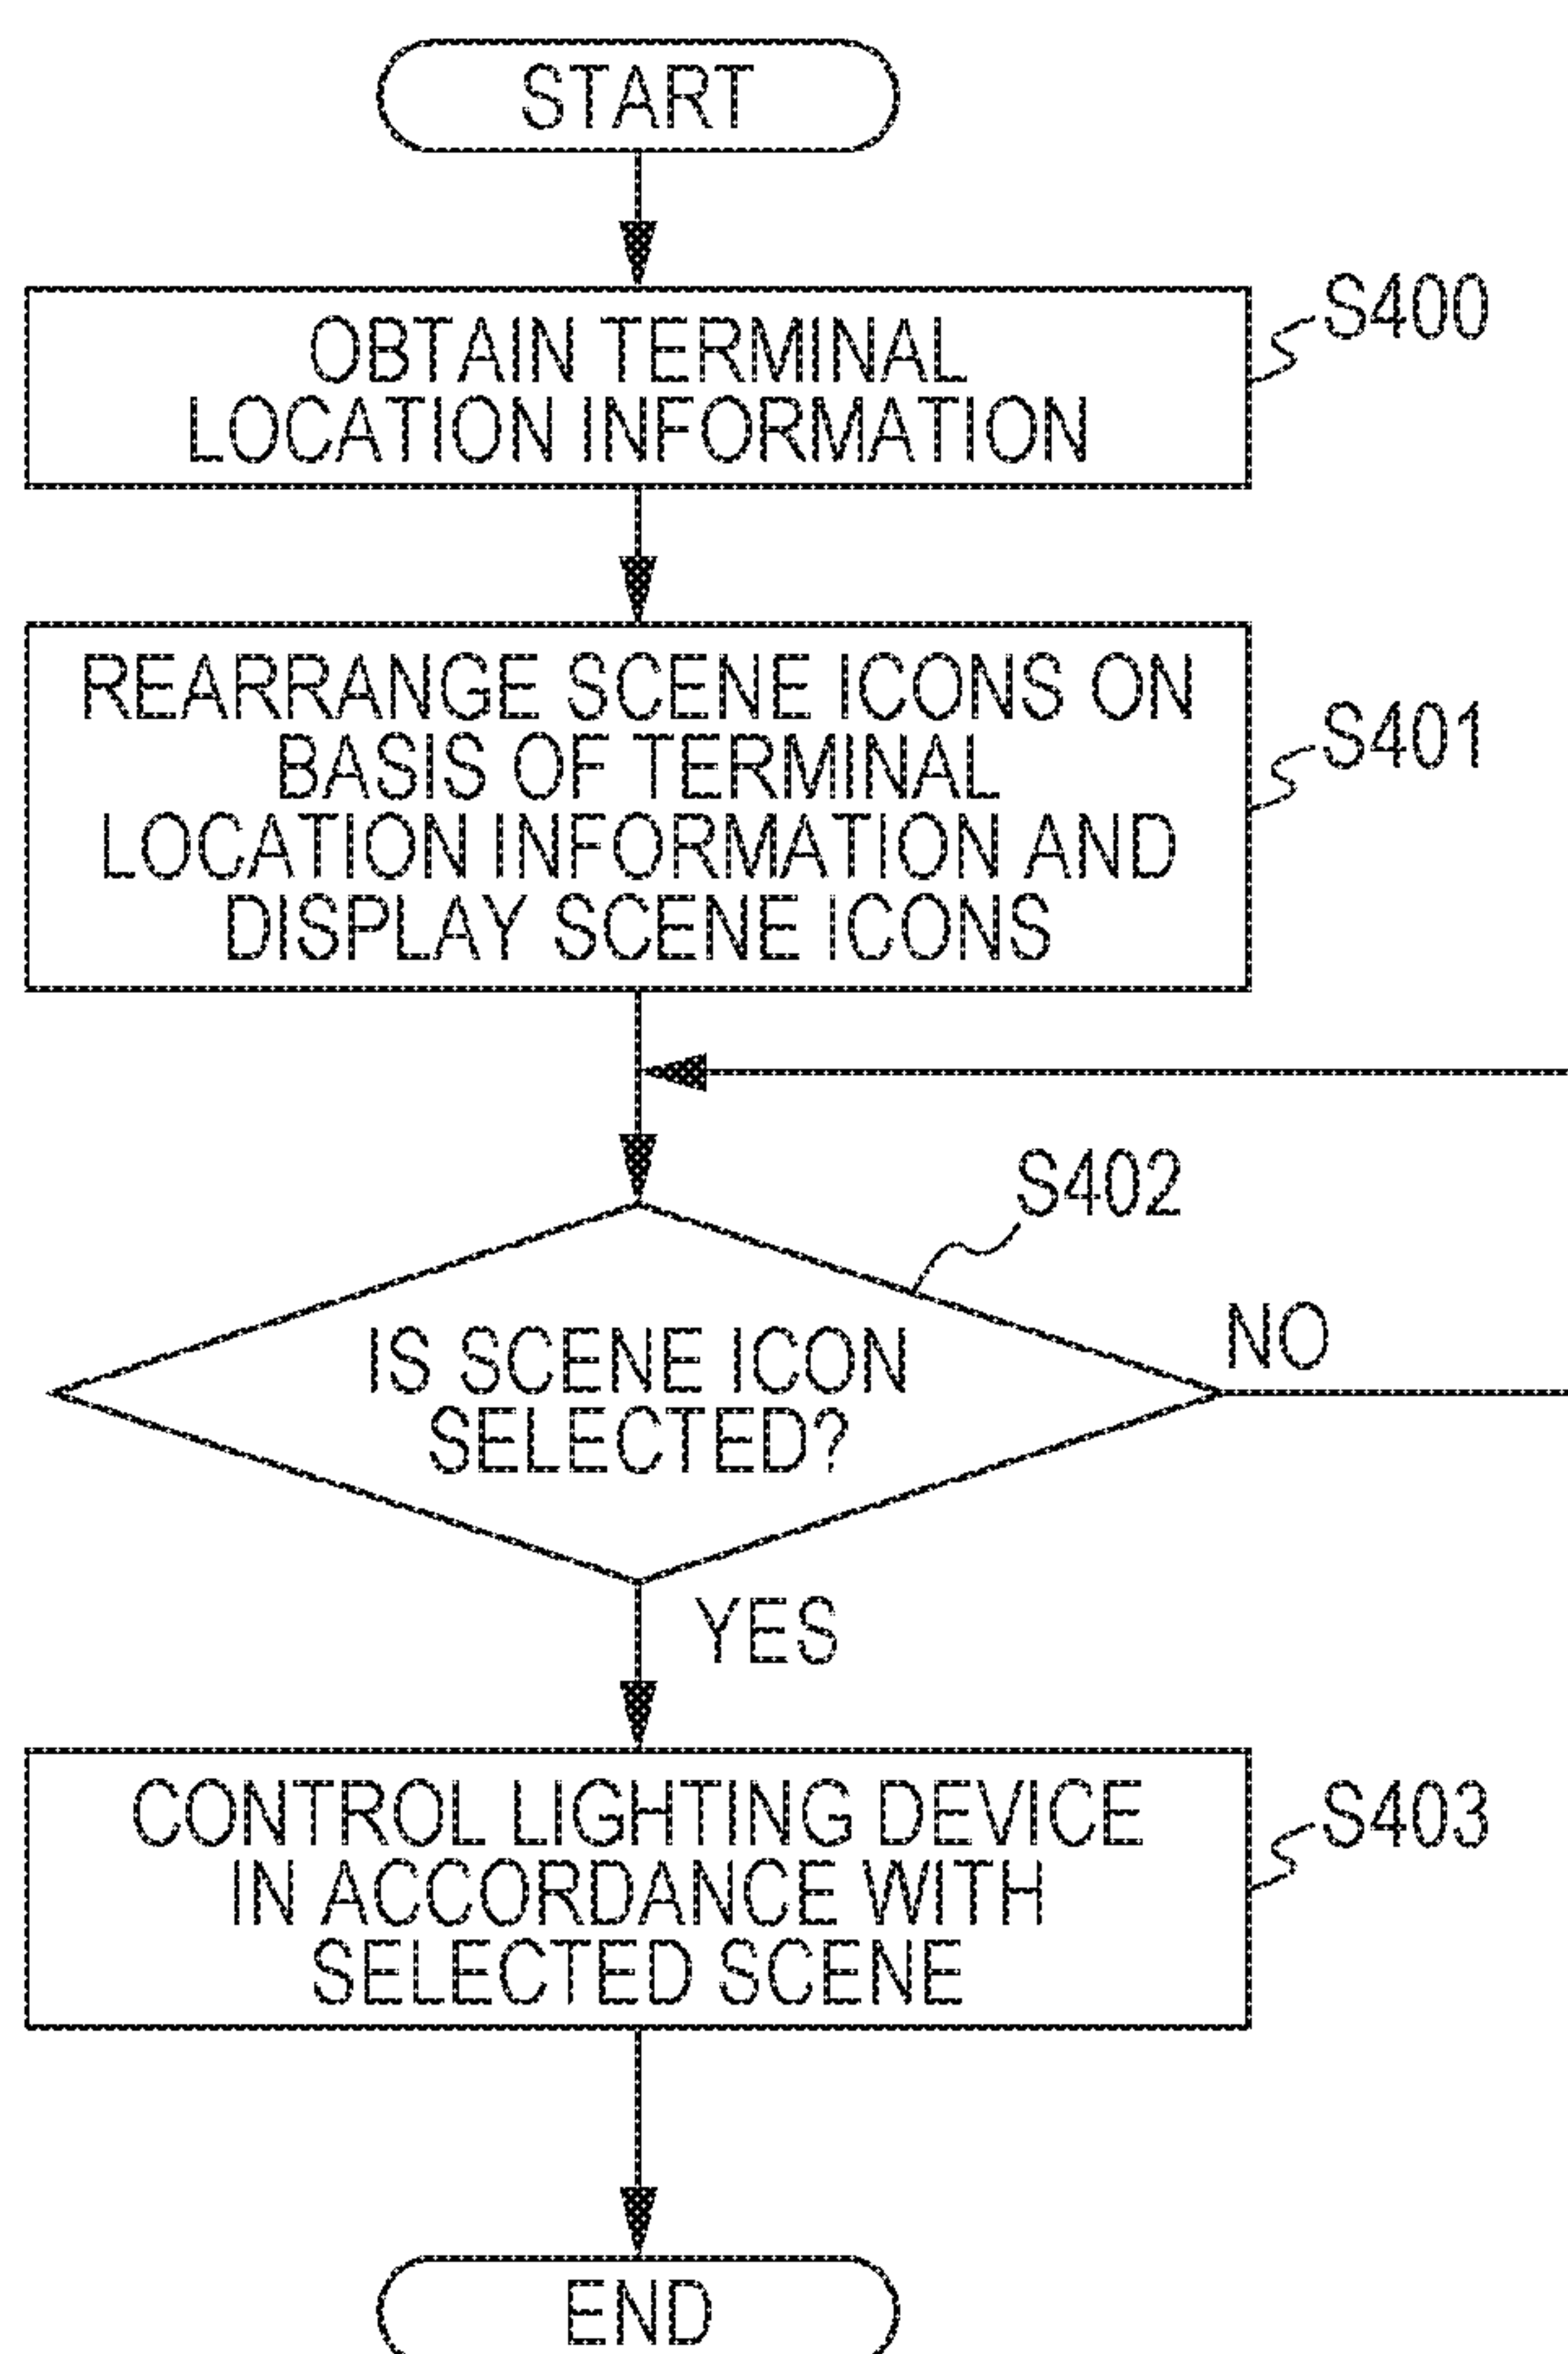 START
OBTAIN TERMINAL
LOCATION INFORMATION
S400
REARRANGE SCENE ICONS ON
BASIS OF TERMINAL
LOCATION INFORMATION AND
DISPLAY SCENE ICONS
S401
S402
IS SCENE ICON
SELECTED?
NO
YES
CONTROL LIGHTING DEVICE
IN ACCORDANCE WITH
SELECTED SCENE
S403
END